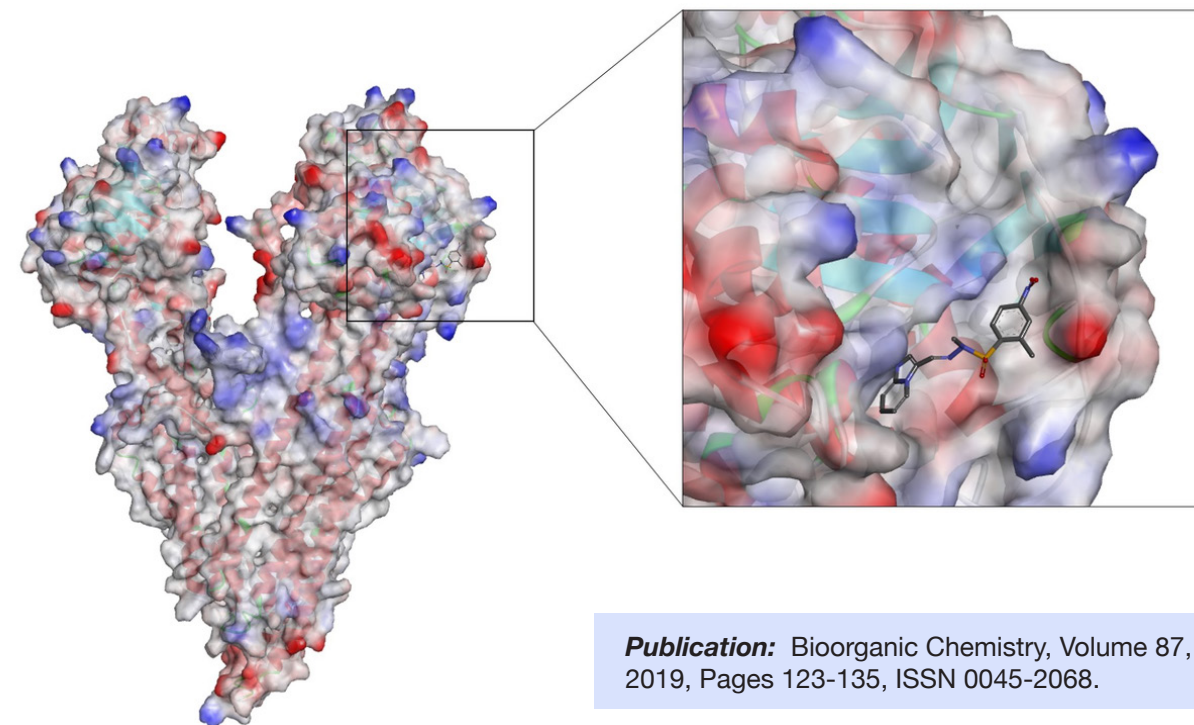 Publication: Bioorganic Chemistry, Volume 87,
2019, Pages 123-135, ISSN 0045-2068.